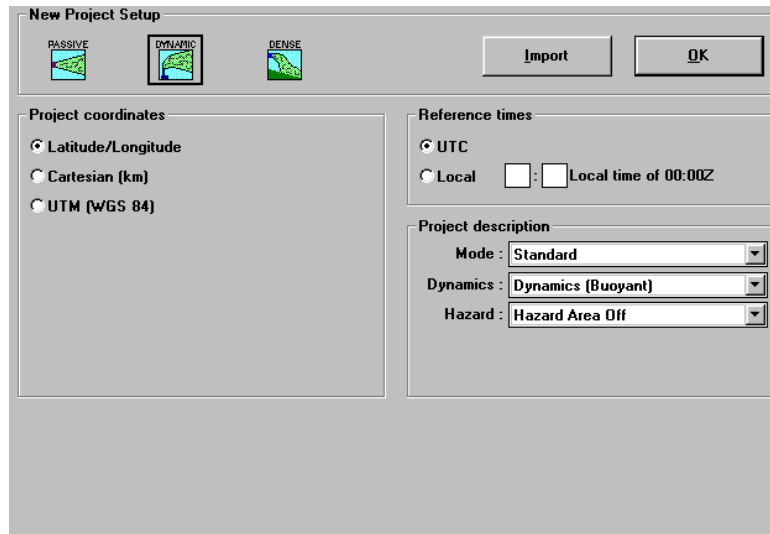 New Project Setup
PASSIVE DYNAMIC DENSE
Import OK
Project coordinates
Latitude/Longitude
Cartesian (km)
UTM (WGS 84)
Reference times
UTC
Local : Local time of 00:00Z
Project description
Mode : Standard
Dynamics : Dynamics (Buoyant)
Hazard : Hazard Area Off